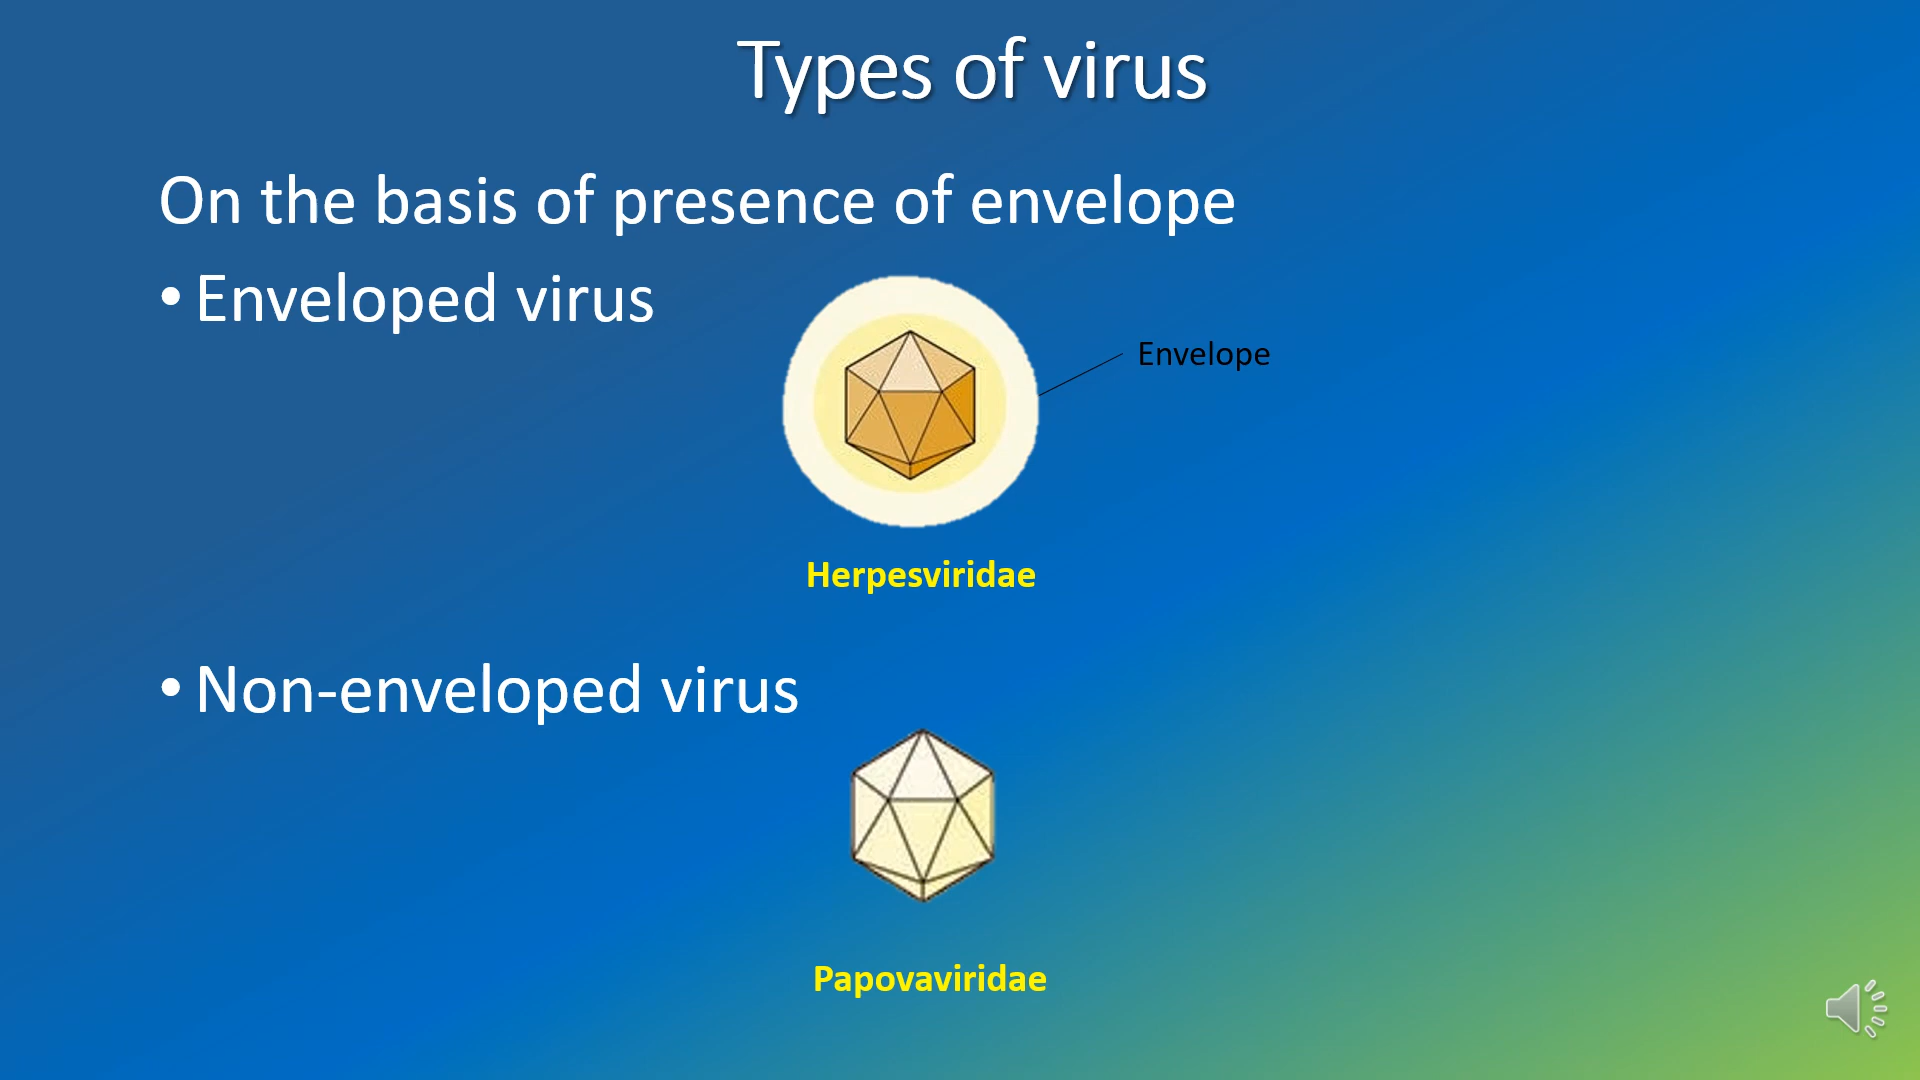 Types of virus
On the basis of presence of envelope
• Enveloped virus
Envelope
Herpesviridae
• Non-enveloped virus
Papovaviridae